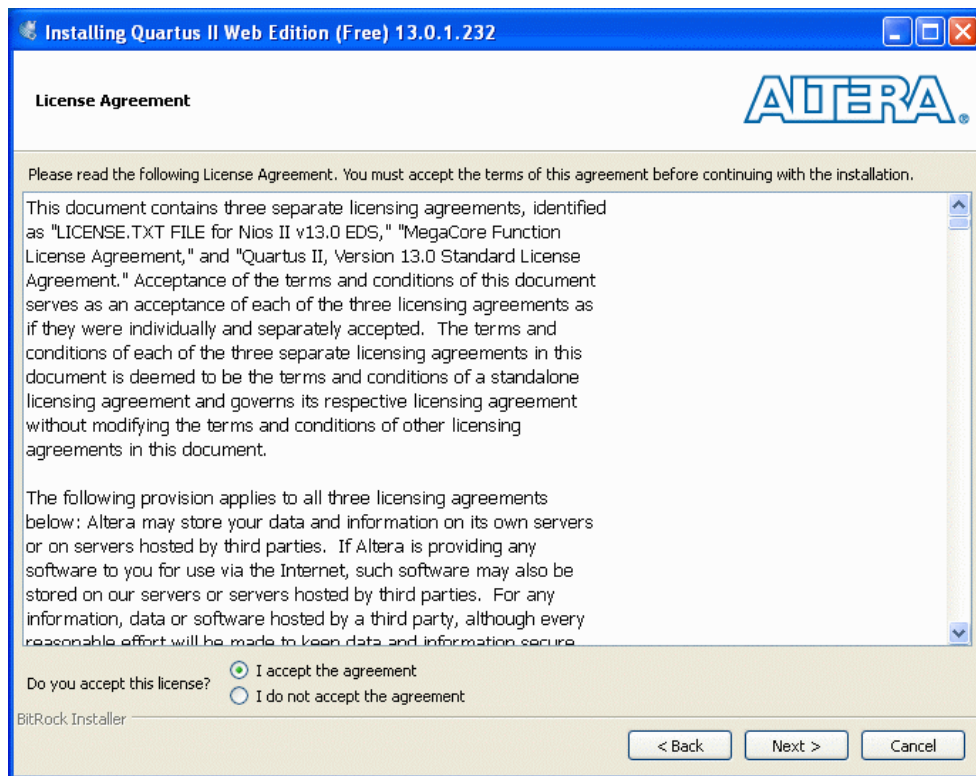 Installing Quartus II Web Edition (Free) 13.0.1.232
License Agreement
ALTERA®
Please read the following License Agreement. You must accept the terms of this agreement before continuing with the installation.
This document contains three separate licensing agreements, identified
as "LICENSE.TXT FILE for Nios II v13.0 EDS," "MegaCore Function
License Agreement," and "Quartus II, Version 13.0 Standard License
Agreement." Acceptance of the terms and conditions of this document
serves as an acceptance of each of the three licensing agreements as
if they were individually and separately accepted.  The terms and
conditions of each of the three separate licensing agreements in this
document is deemed to be the terms and conditions of a standalone
licensing agreement and governs its respective licensing agreement
without modifying the terms and conditions of other licensing
agreements in this document.
The following provision applies to all three licensing agreements
below: Altera may store your data and information on its own servers
or on servers hosted by third parties.  If Altera is providing any
software to you for use via the Internet, such software may also be
stored on our servers or servers hosted by third parties.  For any
information, data or software hosted by a third party, although every
reasonable effort will be made to keep data and information secure
Do you accept this license?
I accept the agreement
I do not accept the agreement
BitRock Installer
< Back
Next >
Cancel